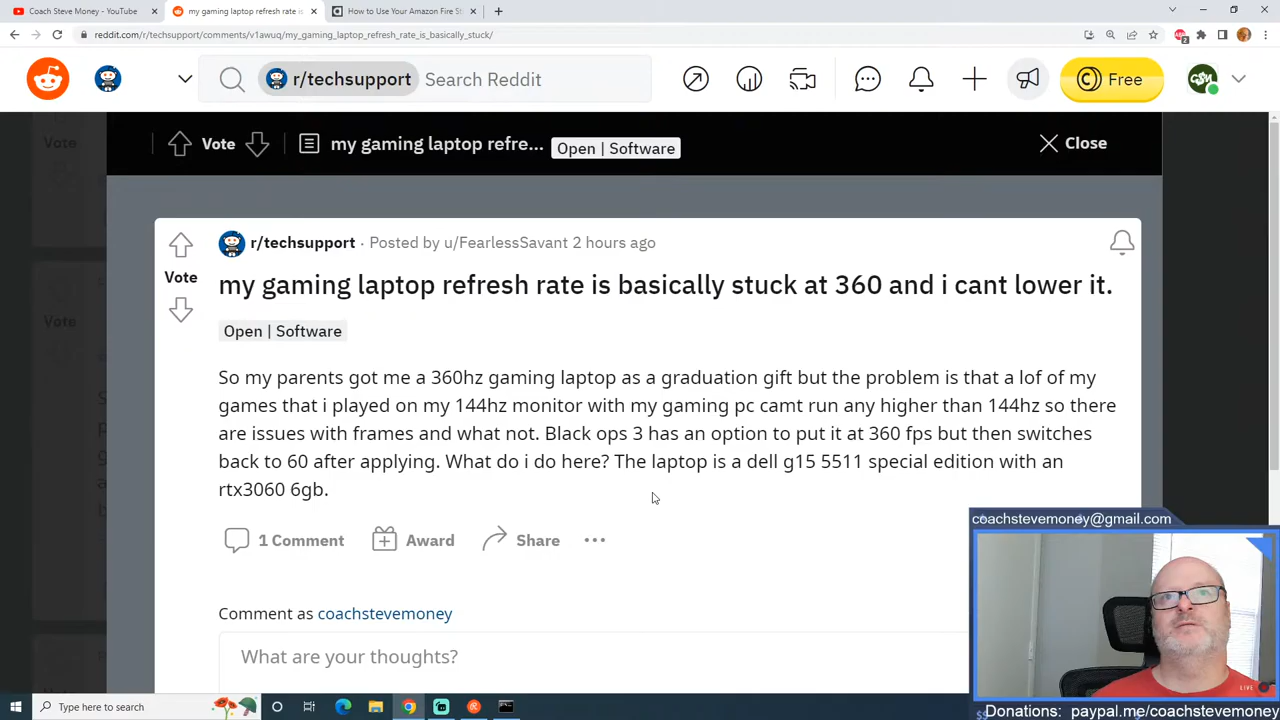 Coach Steve Money - YouTube
my gaming laptop refresh rate is
How to Use Your Amazon Fire St
reddit.com/r/techsupport/comments/v1awuq/my_gaming_laptop_refresh_rate_is_basically_stuck/
r/techsupport Search Reddit
Free
Vote
Vote my gaming laptop refre... Open | Software
Close
r/techsupport · Posted by u/FearlessSavant 2 hours ago
Vote
my gaming laptop refresh rate is basically stuck at 360 and i cant lower it.
Open | Software
Vote
So my parents got me a 360hz gaming laptop as a graduation gift but the problem is that a lof of my
games that i played on my 144hz monitor with my gaming pc camt run any higher than 144hz so there
are issues with frames and what not. Black ops 3 has an option to put it at 360 fps but then switches
back to 60 after applying. What do i do here? The laptop is a dell g15 5511 special edition with an
rtx3060 6gb.
1 Comment Award Share
Comment as coachstevemoney
What are your thoughts?
coachstevemoney@gmail.com
LIVE
Type here to search
Donations: paypal.me/coachstevemoney